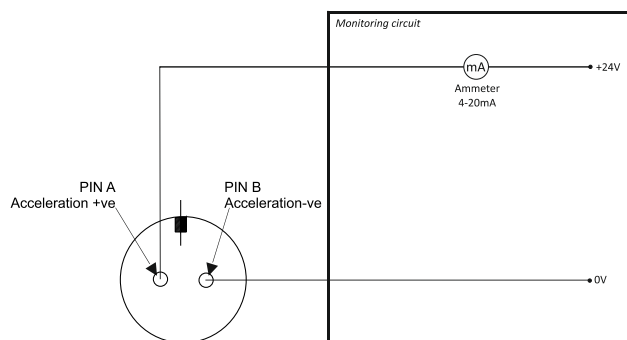 Monitoring circuit
mA
+24V
Ammeter
4-20mA
PIN A
Acceleration +ve
PIN B
Acceleration-ve
0V